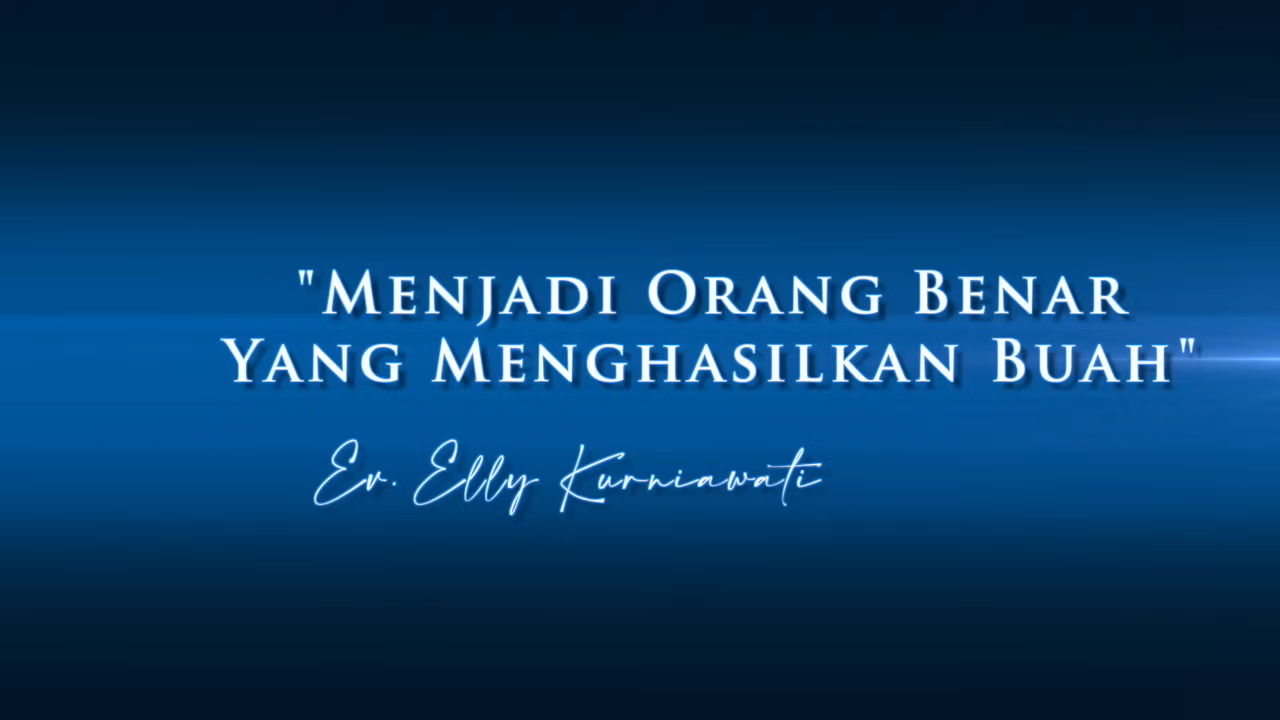 "Menjadi Orang Benar
Yang Menghasilkan Buah"
Ev. Elly Kurniawati